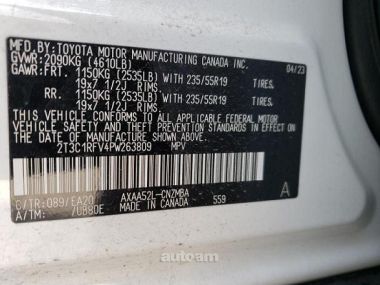 MFD. BY: TOYOTA MOTOR MANUFACTURING CANADA INC.
GVWR: 2090KG (4610LB) 04/23
GAWR: FRT. 1150KG (2535LB) WITH 235/55R19 TIRES.
19x7 1/2J RIMS.
RR. 1150KG (2535LB) WITH 235/55R19 TIRES.
19x7 1/2J RIMS.
THIS VEHICLE CONFORMS TO ALL APPLICABLE FEDERAL
MOTOR VEHICLE SAFETY, BUMPER, AND THEFT PREVENTION
STANDARDS IN EFFECT ON THE DATE OF MANUFACTURE
SHOWN ABOVE.
2T3C1RFV4PW263809 MPV
C/TR: 089/EA20 AXAA52L-CNZMBA A
A/TM: /UB80E MADE IN CANADA 559
autoam